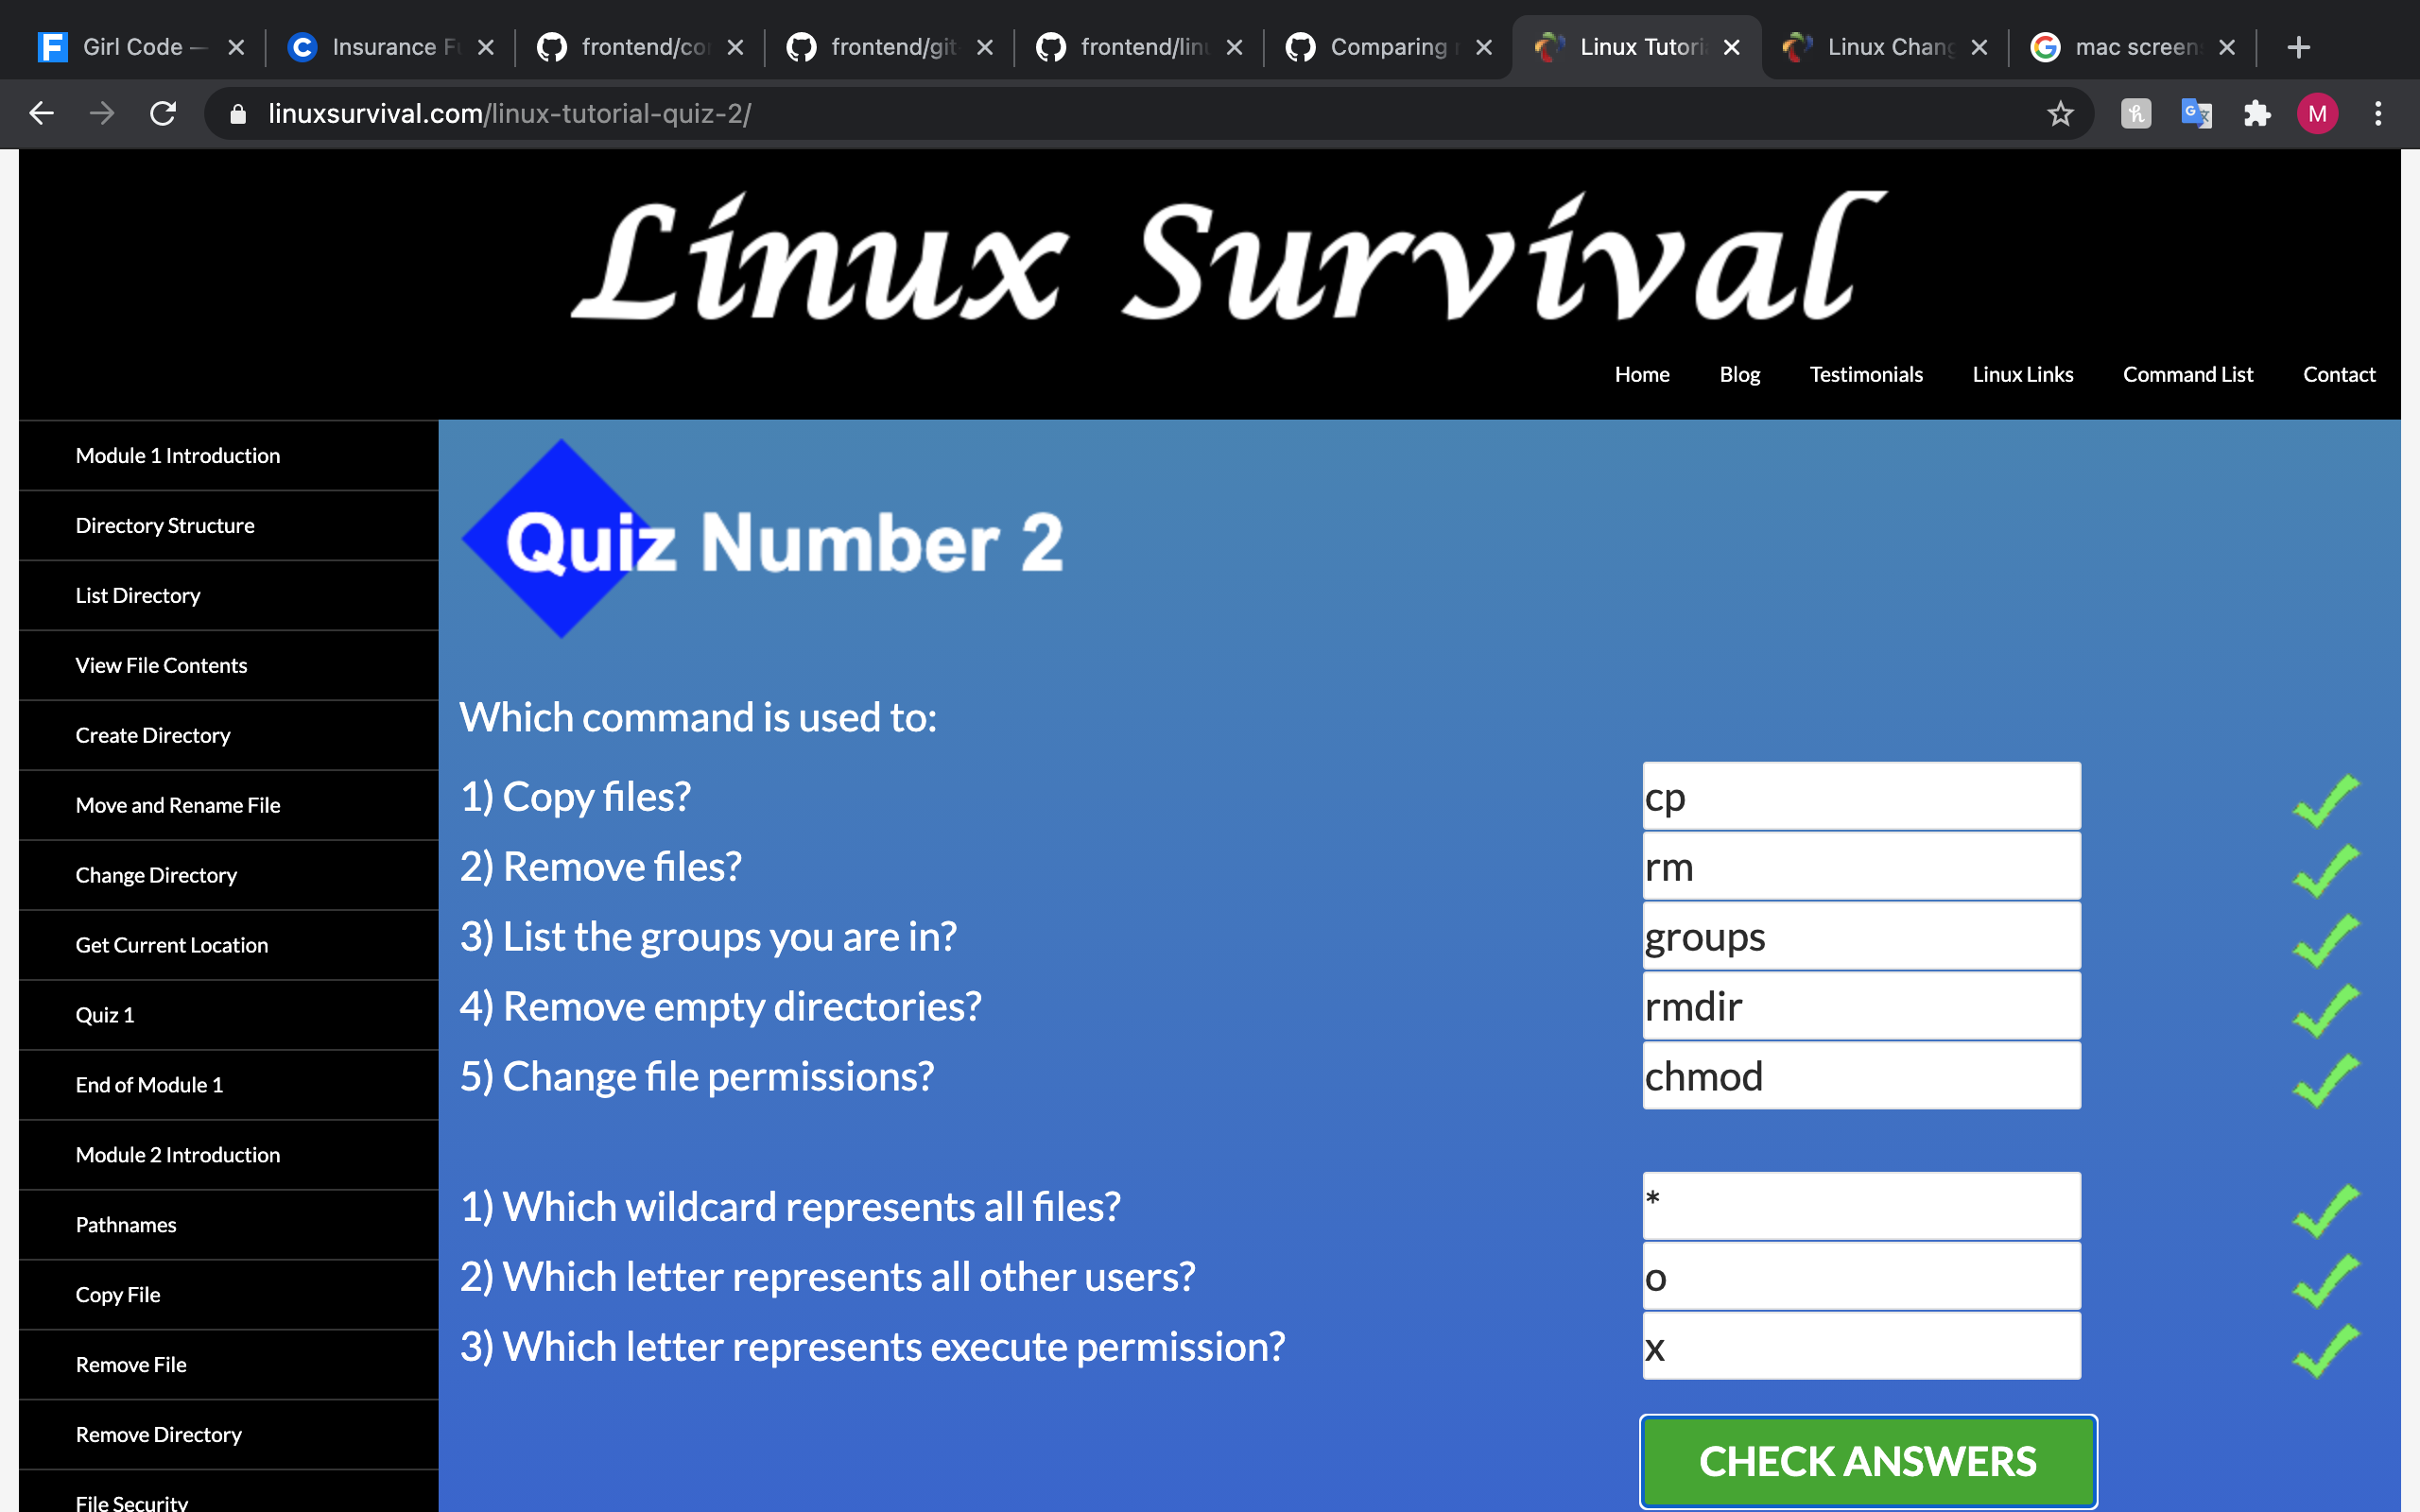 Girl Code —
Insurance F
frontend/co
frontend/git
frontend/lin
Comparing
Linux Tutori
Linux Chang
mac screen
linuxsurvival.com/linux-tutorial-quiz-2/
M
Linux Survival
Home Blog Testimonials Linux Links Command List Contact
Module 1 Introduction
Directory Structure
List Directory
View File Contents
Create Directory
Move and Rename File
Change Directory
Get Current Location
Quiz 1
End of Module 1
Module 2 Introduction
Pathnames
Copy File
Remove File
Remove Directory
File Security
Quiz Number 2
Which command is used to:
1) Copy files? cp
2) Remove files? rm
3) List the groups you are in? groups
4) Remove empty directories? rmdir
5) Change file permissions? chmod
1) Which wildcard represents all files? *
2) Which letter represents all other users? o
3) Which letter represents execute permission? x
CHECK ANSWERS